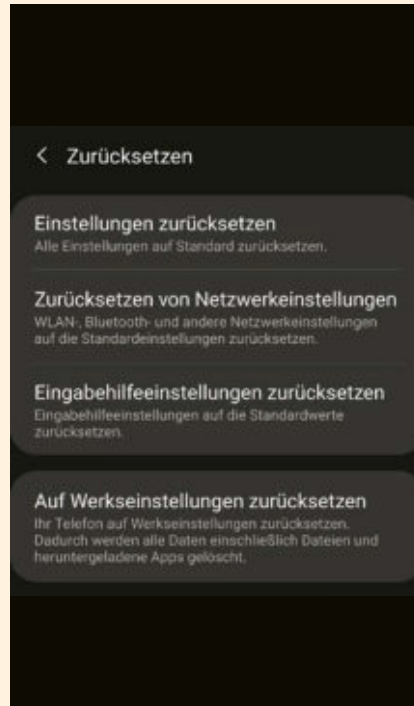 Zurücksetzen
Einstellungen zurücksetzen
Alle Einstellungen auf Standard zurücksetzen.
Zurücksetzen von Netzwerkeinstellungen
WLAN-, Bluetooth- und andere Netzwerkeinstellungen
auf die Standardeinstellungen zurücksetzen.
Eingabehilfeeinstellungen zurücksetzen
Eingabehilfeeinstellungen auf die Standardwerte
zurücksetzen.
Auf Werkseinstellungen zurücksetzen
Ihr Telefon auf Werkseinstellungen zurücksetzen.
Dadurch werden alle Daten einschließlich Dateien und
heruntergeladene Apps gelöscht.